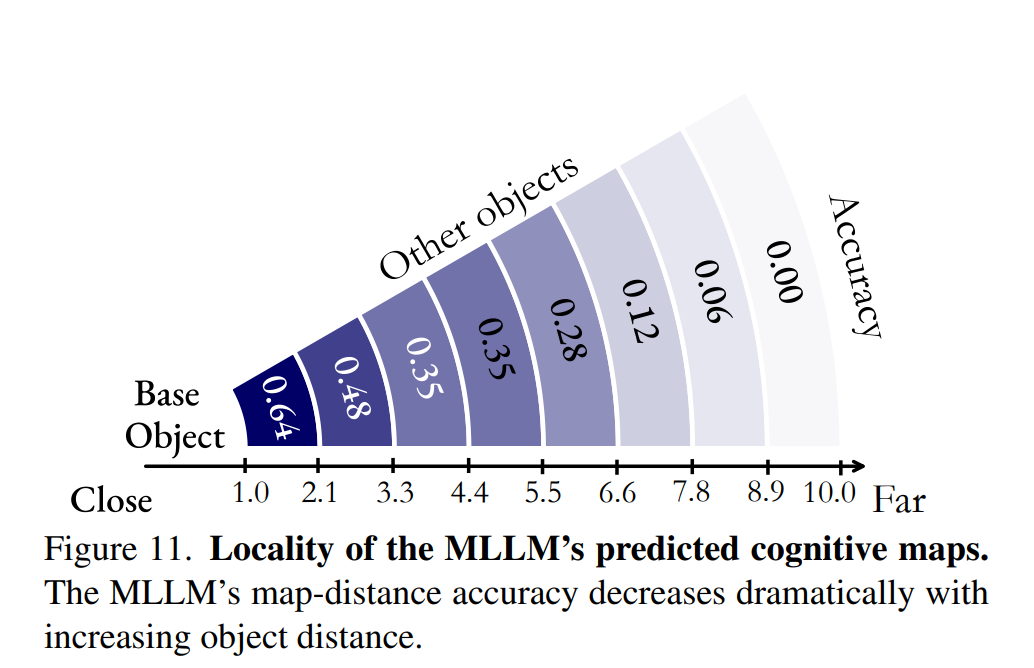 Other objects
Accuracy
0.64
0.48
0.35
0.35
0.28
0.12
0.06
0.00
Base
Object
1.0 2.1 3.3 4.4 5.5 6.6 7.8 8.9 10.0
Close
Far
Figure 11. Locality of the MLLM’s predicted cognitive maps.
The MLLM’s map-distance accuracy decreases dramatically with
increasing object distance.